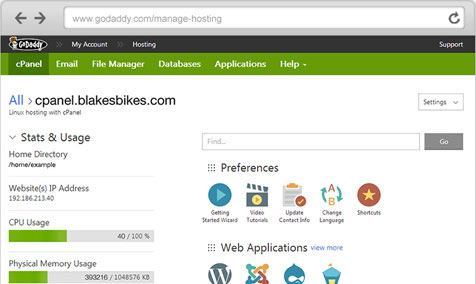 www.godaddy.com/manage-hosting
GoDaddy >> My Account >> Hosting Support
cPanel Email File Manager Databases Applications Help
All > cpanel.blakesbikes.com
Linux hosting with cPanel
Settings
Stats & Usage
Home Directory
/home/example
Website(s) IP Address
192.186.213.40
CPU Usage
40 / 100 %
Physical Memory Usage
393216 / 1048576 KB
Find...
Go
Preferences
Getting Started Wizard
Video Tutorials
Update Contact Info
Change Language
Shortcuts
Web Applications view more